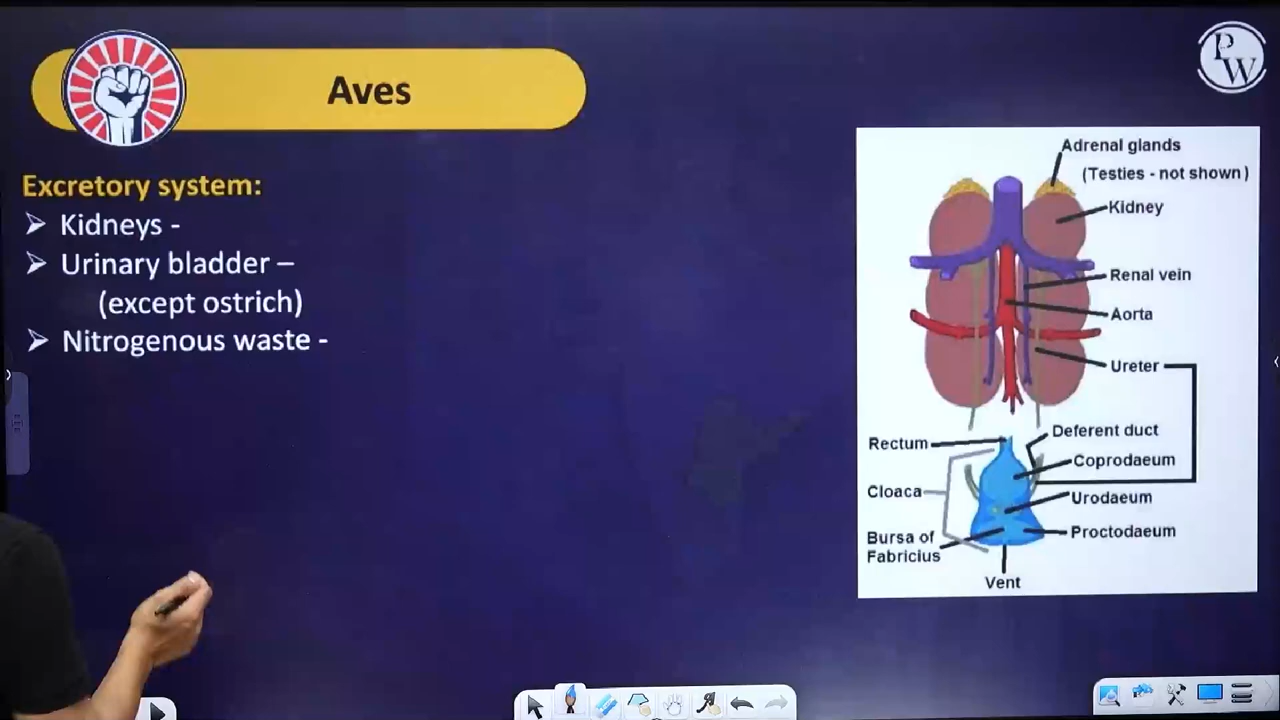 Aves
PW
Excretory system:
➢ Kidneys -
➢ Urinary bladder –
(except ostrich)
➢ Nitrogenous waste -
Adrenal glands
(Testies - not shown)
Kidney
Renal vein
Aorta
Ureter
Deferent duct
Rectum
Coprodaeum
Cloaca
Urodaeum
Proctodaeum
Bursa of
Fabricius
Vent